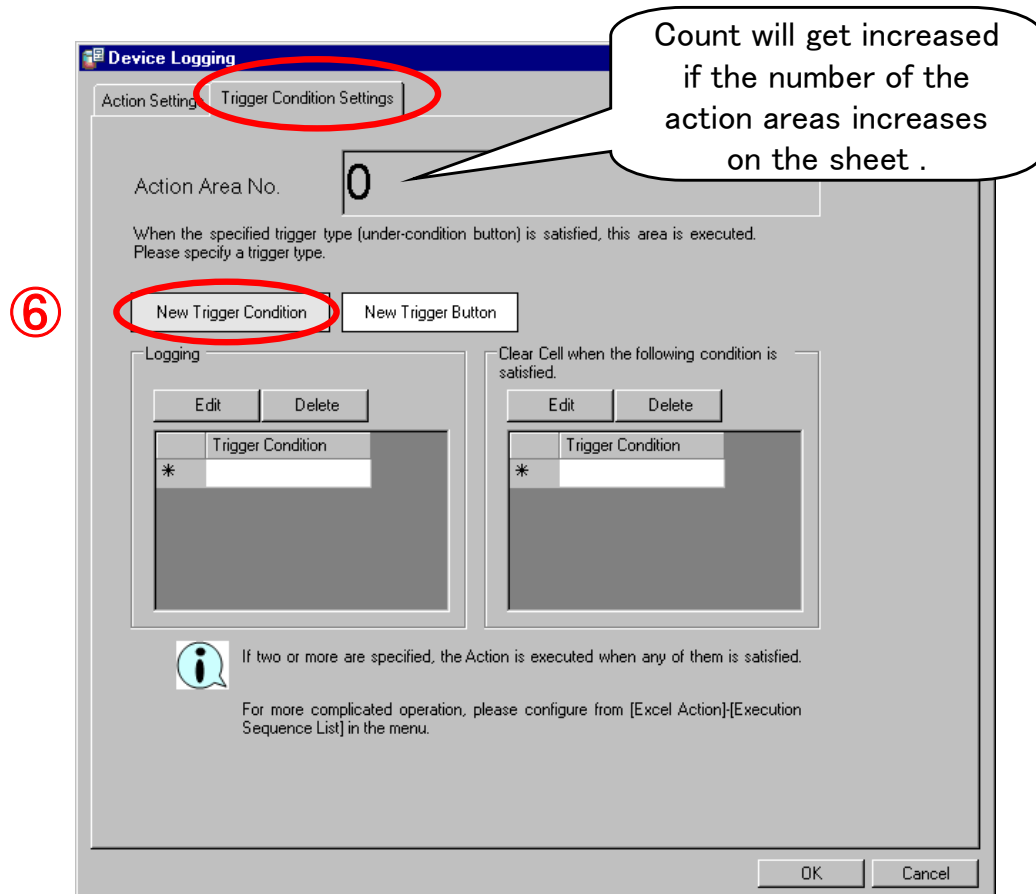 Count will get increased
if the number of the
action areas increases
on the sheet .
Device Logging
Action Settings Trigger Condition Settings
Action Area No. 0
When the specified trigger type (under-condition button) is satisfied, this area is executed.
Please specify a trigger type.
⑥ New Trigger Condition New Trigger Button
Logging
Clear Cell when the following condition is
satisfied.
Edit Delete Edit Delete
Trigger Condition Trigger Condition
* *
If two or more are specified, the Action is executed when any of them is satisfied.
For more complicated operation, please configure from [Excel Action]-[Execution
Sequence List] in the menu.
OK Cancel